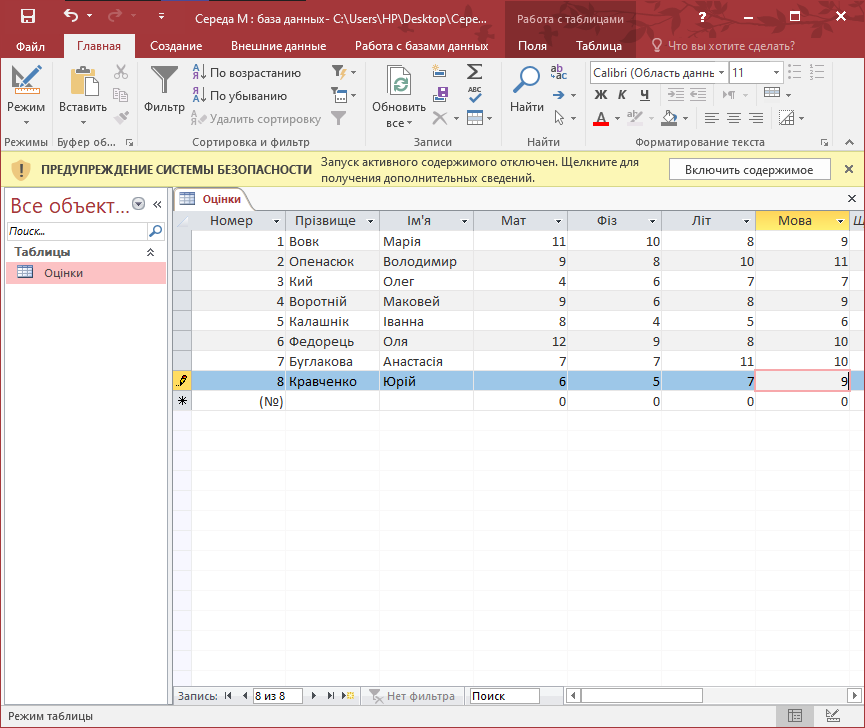 Середа М : база данных- C:\Users\HP\Desktop\Сере...
Работа с таблицами
?
Файл Главная Создание Внешние данные Работа с базами данных Поля Таблица Что вы хотите сделать?
Режим
Вставить
Фильтр
По возрастанию
По убыванию
Удалить сортировку
Обновить все
Найти
Calibri (Область даннь 11
Ж К Ч
Режимы Буфер об... Сортировка и фильтр Записи Найти Форматирование текста
ПРЕДУПРЕЖДЕНИЕ СИСТЕМЫ БЕЗОПАСНОСТИ
Запуск активного содержимого отключен. Щелкните для
получения дополнительных сведений.
Включить содержимое
Все объект...
Поиск...
Таблицы
Оцінки
Оцінки
Номер Прізвище Ім'я Мат Фіз Літ Мова Ш
1 Вовк Марія 11 10 8 9
2 Опенасюк Володимир 9 8 10 11
3 Кий Олег 4 6 7 7
4 Воротній Маковей 9 6 8 9
5 Калашнік Іванна 8 4 5 6
6 Федорець Оля 12 9 8 10
7 Буглакова Анастасія 7 7 11 10
8 Кравченко Юрій 6 5 7 9
(№) 0 0 0 0
Запись: 8 из 8 Нет фильтра Поиск
Режим таблицы